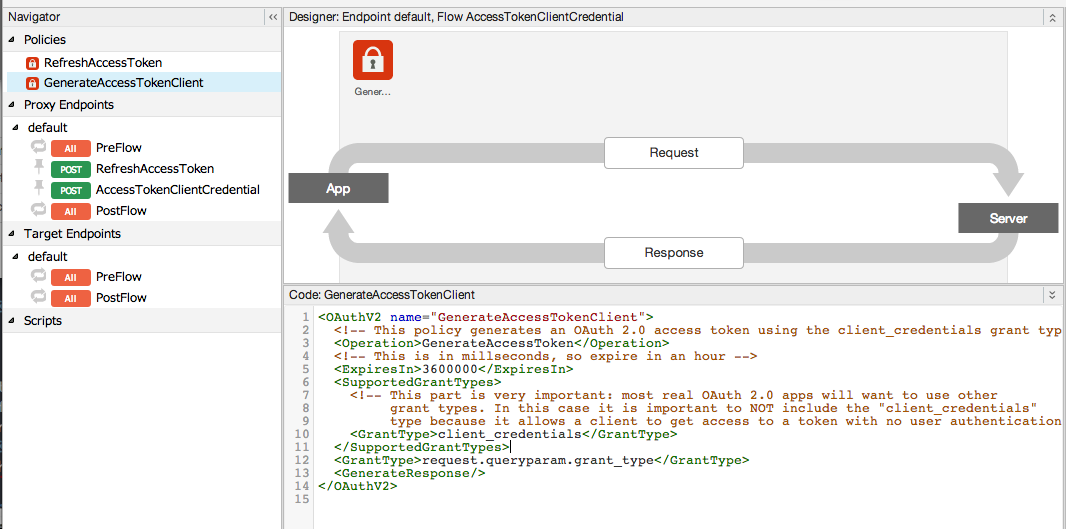 Navigator
Policies
RefreshAccessToken
GenerateAccessTokenClient
Proxy Endpoints
default
All PreFlow
POST RefreshAccessToken
POST AccessTokenClientCredential
All PostFlow
Target Endpoints
default
All PreFlow
All PostFlow
Scripts
Designer: Endpoint default, Flow AccessTokenClientCredential
Gener...
Request
App
Server
Response
Code: GenerateAccessTokenClient
1 <OAuthV2 name="GenerateAccessTokenClient">
2 <!-- This policy generates an OAuth 2.0 access token using the client_credentials grant typ
3 <Operation>GenerateAccessToken</Operation>
4 <!-- This is in millseconds, so expire in an hour -->
5 <ExpiresIn>3600000</ExpiresIn>
6 <SupportedGrantTypes>
7 <!-- This part is very important: most real OAuth 2.0 apps will want to use other
8 grant types. In this case it is important to NOT include the "client_credentials"
9 type because it allows a client to get access to a token with no user authentication
10 <GrantType>client_credentials</GrantType>
11 </SupportedGrantTypes>
12 <GrantType>request.queryparam.grant_type</GrantType>
13 <GenerateResponse/>
14 </OAuthV2>
15